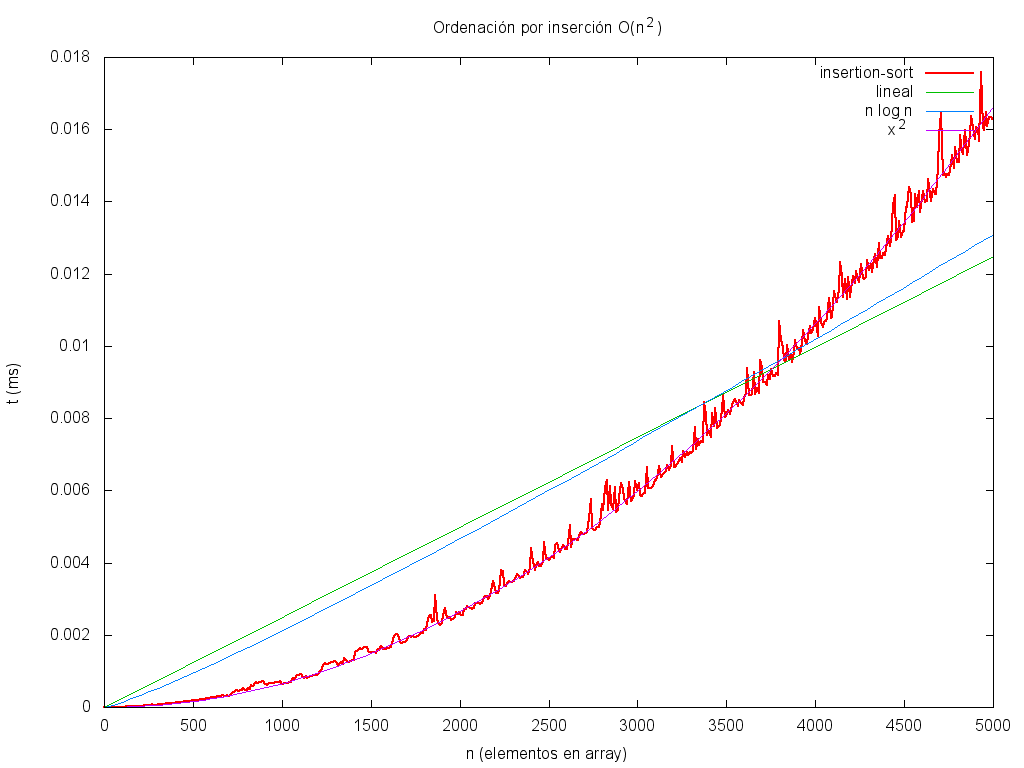 Ordenación por inserción O(n²)
0.018
0.016
0.014
0.012
0.01
0.008
0.006
0.004
0.002
0
t (ms)
insertion-sort
lineal
n log n
x²
0 500 1000 1500 2000 2500 3000 3500 4000 4500 5000
n (elementos en array)